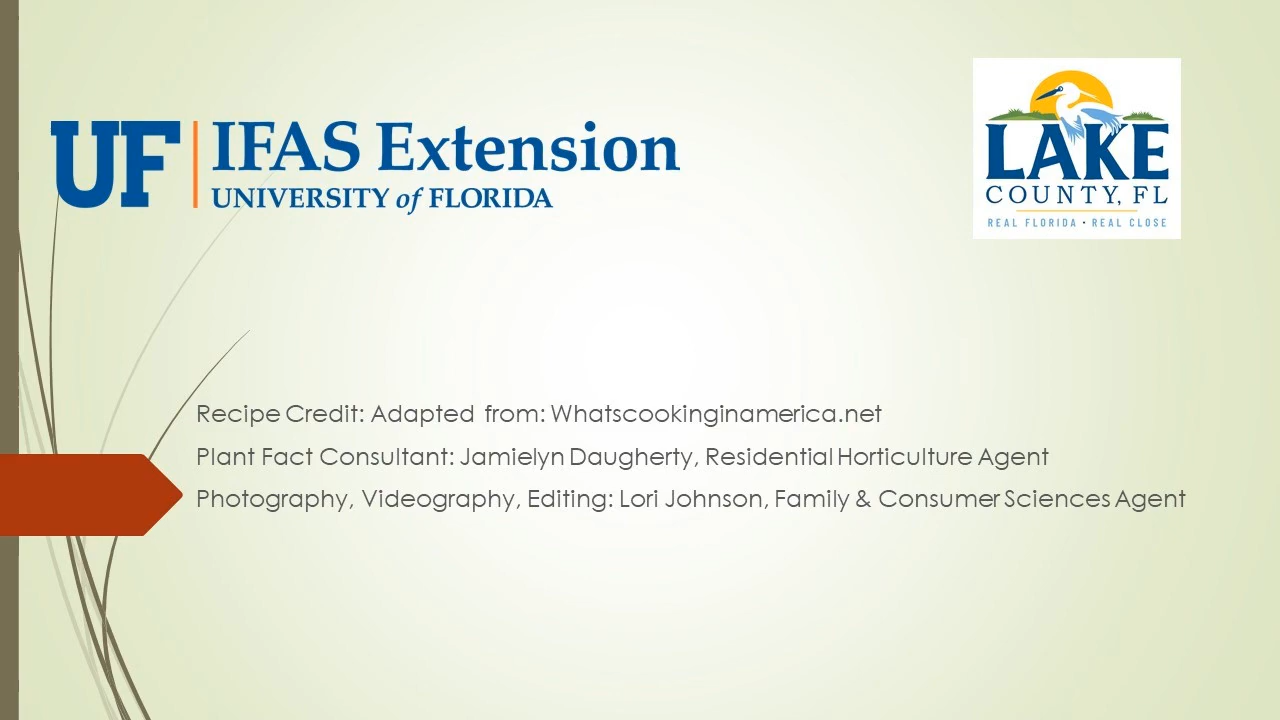 UF IFAS Extension
UNIVERSITY of FLORIDA
LAKE
COUNTY, FL
REAL FLORIDA • REAL CLOSE
Recipe Credit: Adapted from: Whatscookinginamerica.net
Plant Fact Consultant: Jamielyn Daugherty, Residential Horticulture Agent
Photography, Videography, Editing: Lori Johnson, Family & Consumer Sciences Agent